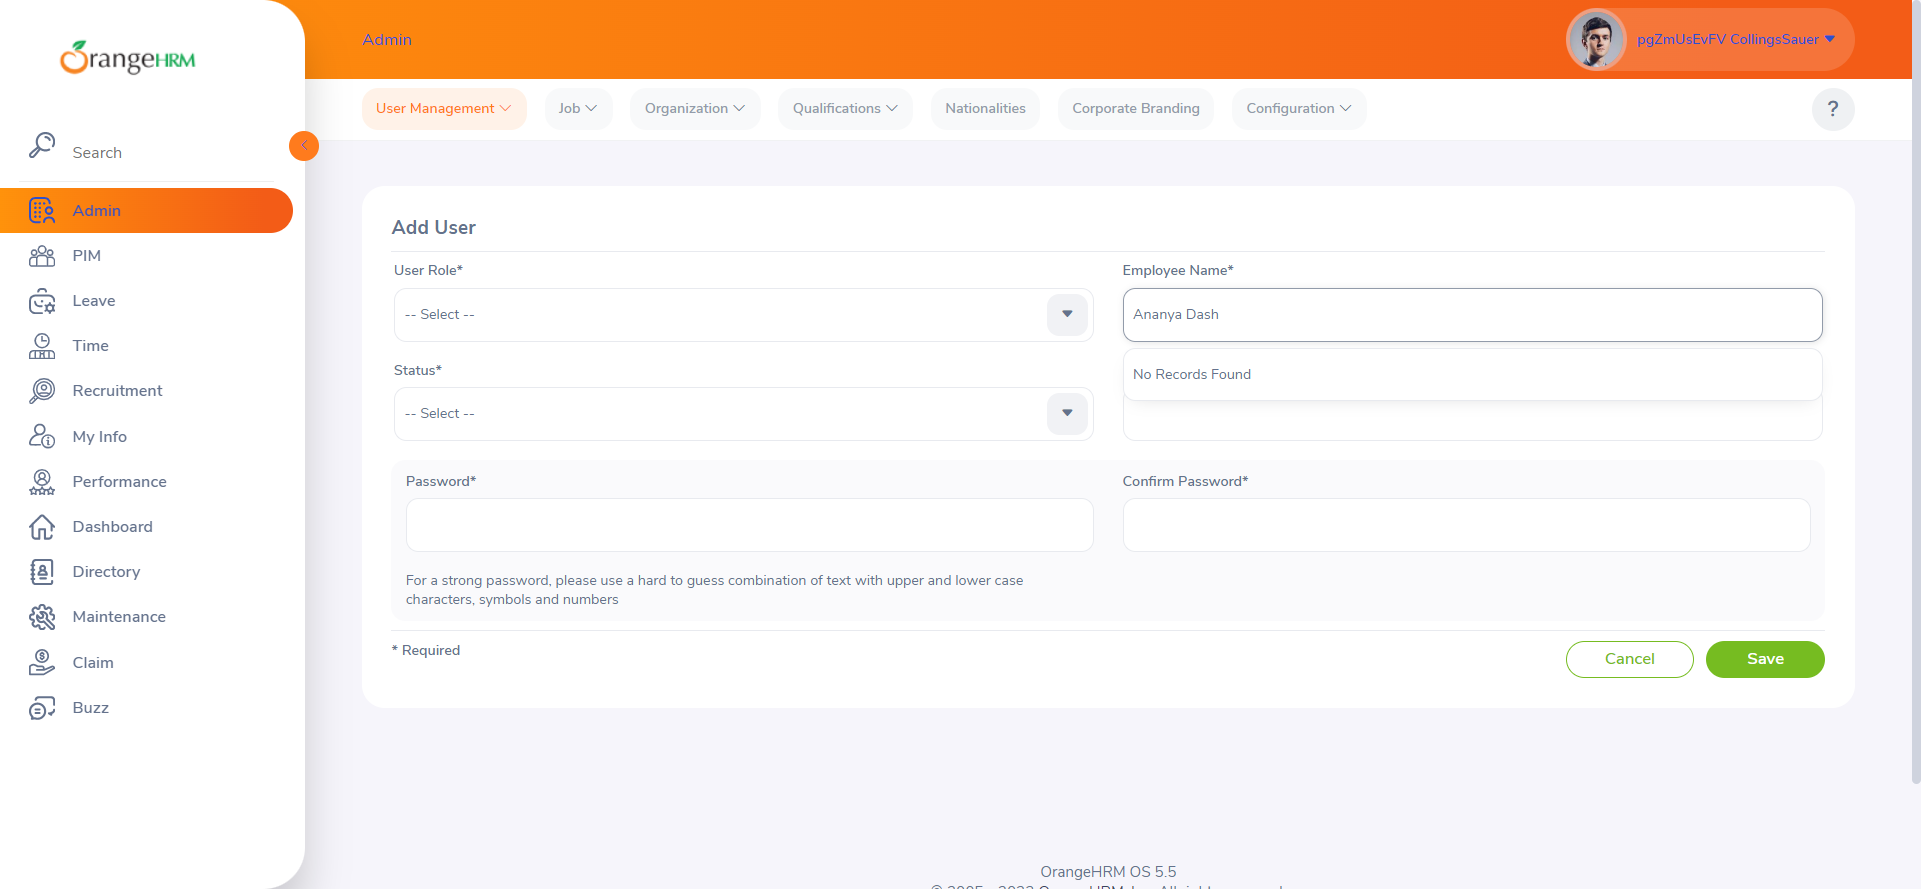 OrangeHRM
Admin
pgZmUsEvFV CollingsSauer
User Management
Job
Organization
Qualifications
Nationalities
Corporate Branding
Configuration
?
Search
Admin
PIM
Leave
Time
Recruitment
My Info
Performance
Dashboard
Directory
Maintenance
Claim
Buzz
Add User
User Role*
Employee Name*
-- Select --
Ananya Dash
No Records Found
Status*
-- Select --
Password*
Confirm Password*
For a strong password, please use a hard to guess combination of text with upper and lower case
characters, symbols and numbers
* Required
Cancel
Save
OrangeHRM OS 5.5